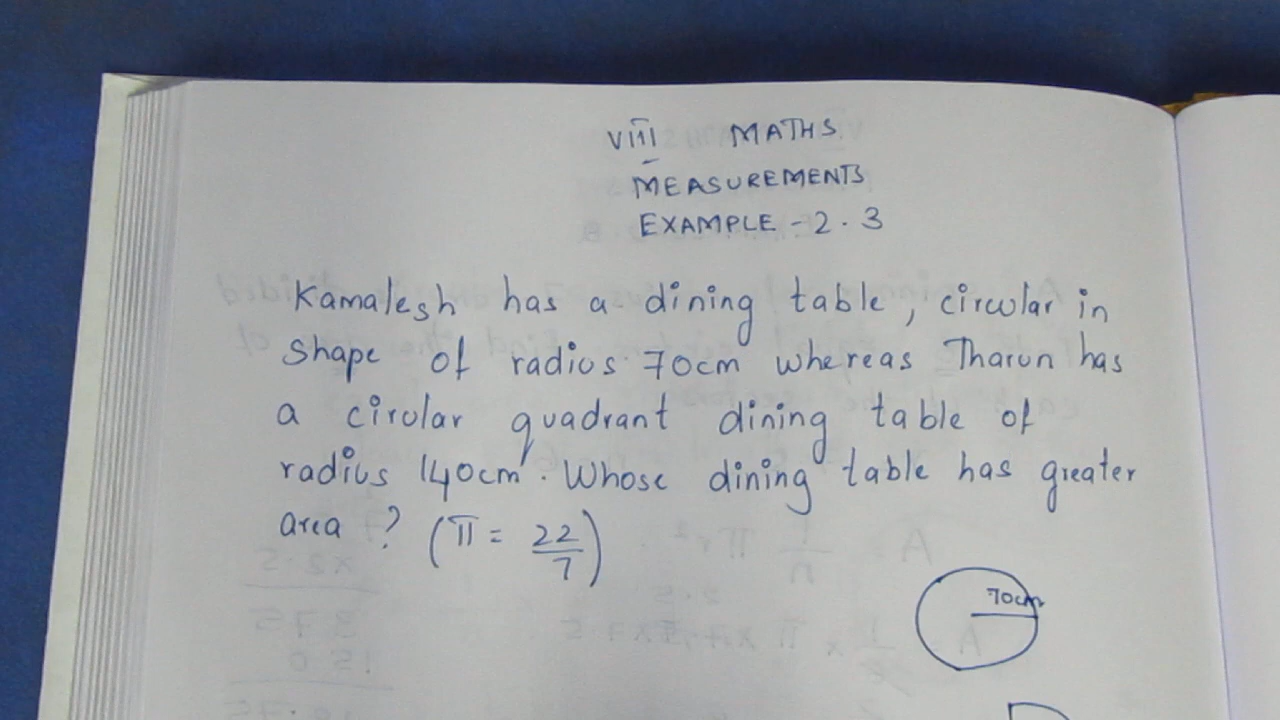 VIII MATHS
MEASUREMENTS
EXAMPLE - 2.3
Kamalesh has a dining table, circular in
shape of radius 70cm whereas Tharun has
a cirular quadrant dining table of
radius 140cm. Whose dining table has greater
area ? (π = 22/7)
70cm